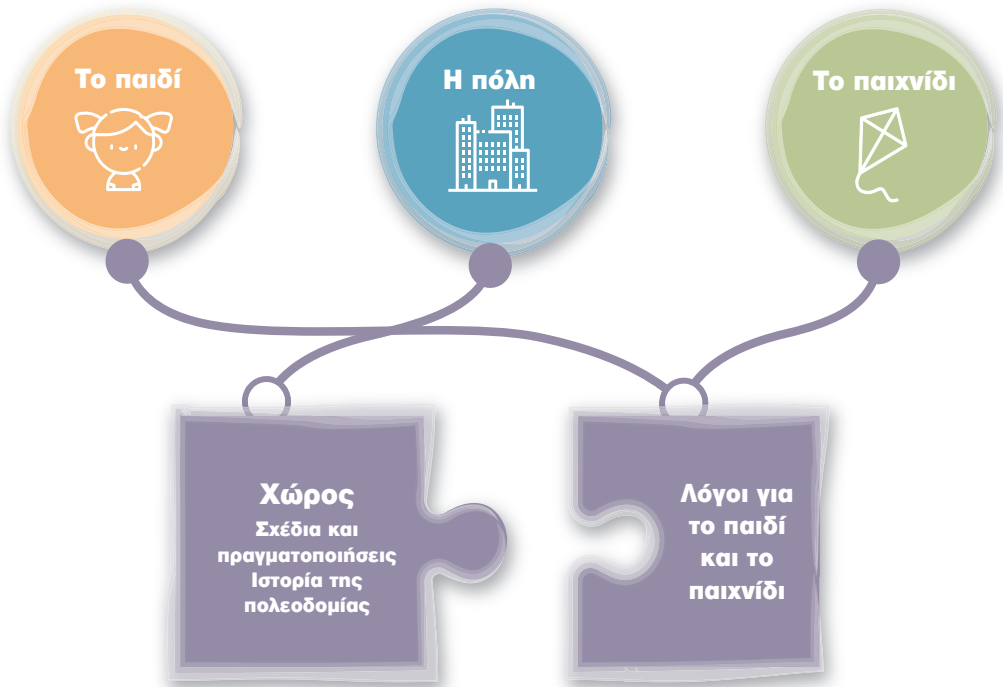 Το παιδί
Η πόλη
Το παιχνίδι
Χώρος
Σχέδια και
πραγματοποιήσεις
Ιστορία της
πολεοδομίας
Λόγοι για
το παιδί
και το
παιχνίδι